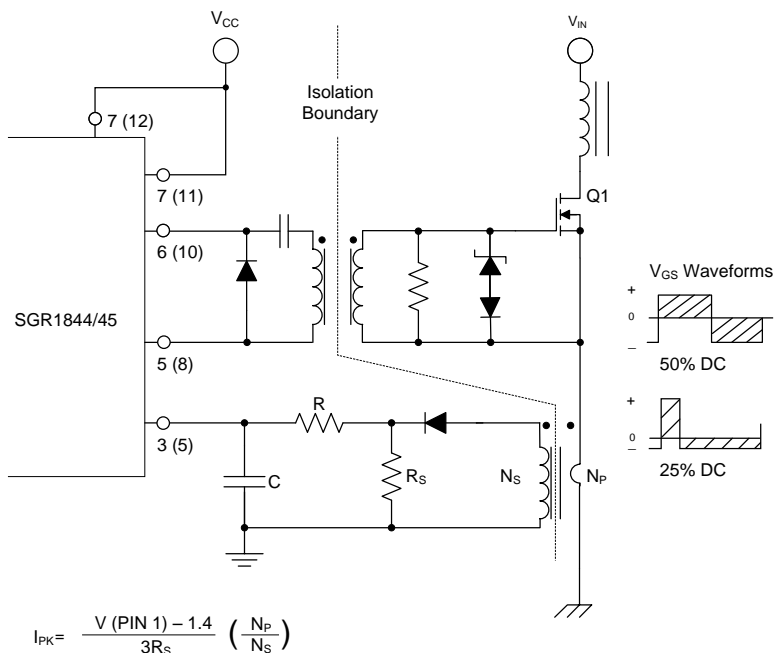 VCC
VIN
Isolation
Boundary
7 (12)
7 (11)
Q1
6 (10)
VGS Waveforms
+
0
–
SGR1844/45
50% DC
5 (8)
R
3 (5)
+
0
–
C
RS
NS
NP
25% DC
IPK= V (PIN 1) – 1.4 / 3RS ( NP / NS )